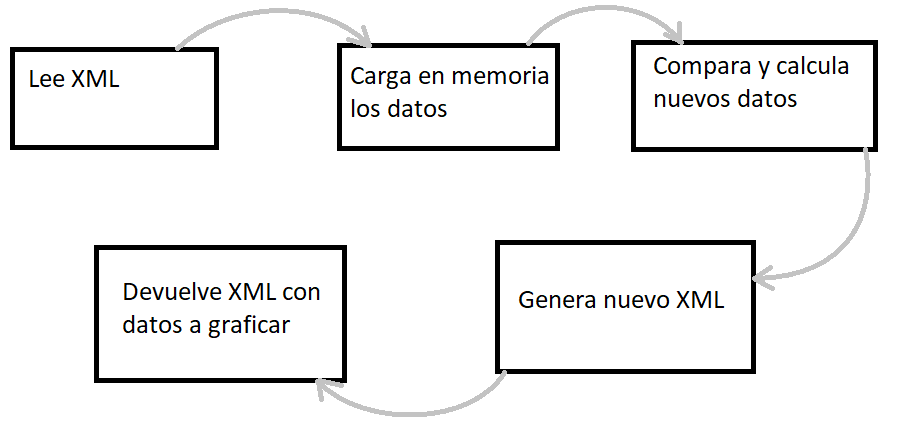 Lee XML
Carga en memoria
los datos
Compara y calcula
nuevos datos
Genera nuevo XML
Devuelve XML con
datos a graficar